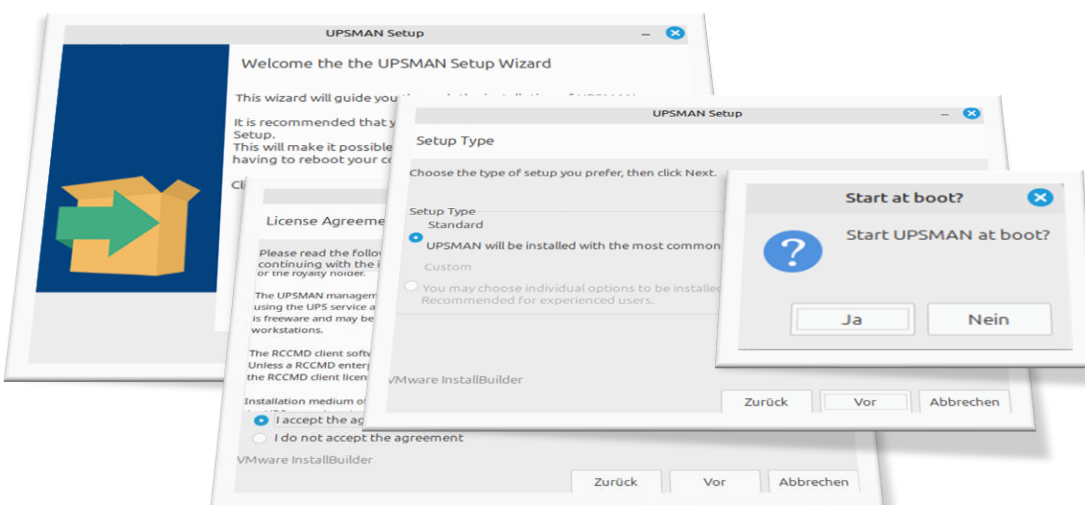 UPSMAN Setup
Welcome the the UPSMAN Setup Wizard
This wizard will guide you
It is recommended that
Setup.
This will make it possible
having to reboot your
License Agreeme
Please read the follo
continuing with the i
or the royalty holder.
The UPSMAN managem
using the UPS service a
is freeware and may be
workstations.
The RCCMD client softw
Unless a RCCMD enter
the RCCMD client licen
Installation medium of
I accept the ag
I do not accept the agreement
VMware InstallBuilder
Zurück
Vor
Abbrechen
UPSMAN Setup
Setup Type
Choose the type of setup you prefer, then click Next.
Setup Type
Standard
UPSMAN will be installed with the most common
Custom
You may choose individual options to be installed
Recommended for experienced users.
VMware InstallBuilder
Zurück
Vor
Abbrechen
Start at boot?
Start UPSMAN at boot?
Ja
Nein